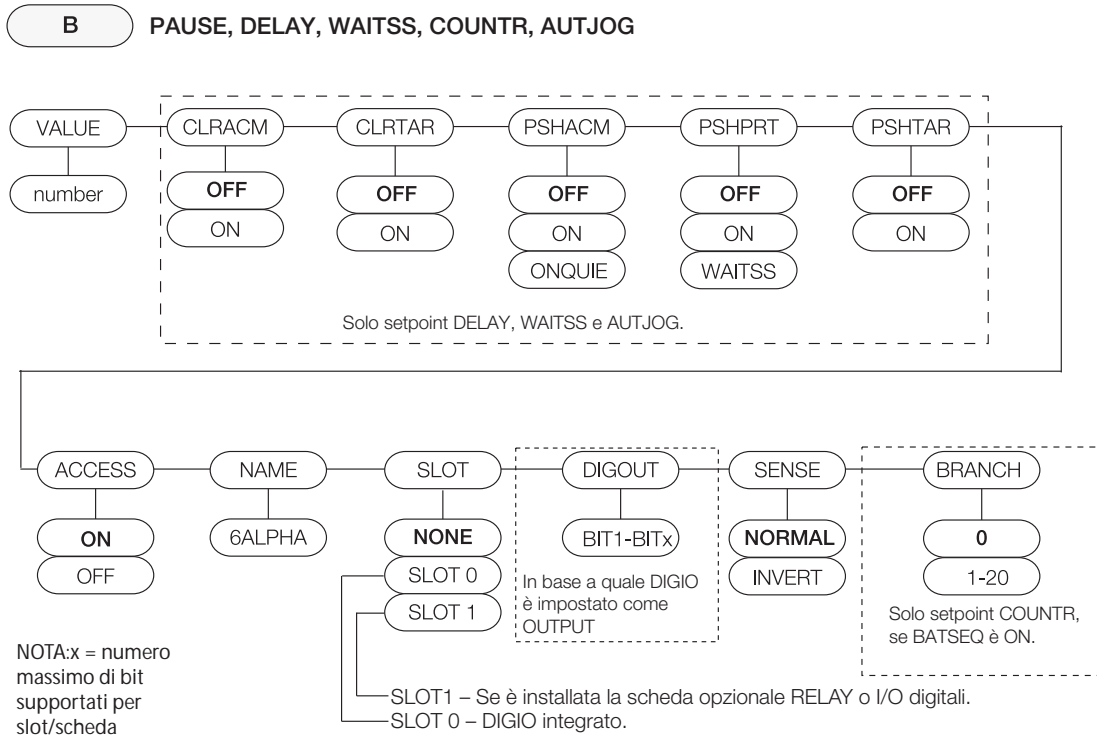 B PAUSE, DELAY, WAITSS, COUNTR, AUTJOG
VALUE CLRACM CLRTAR PSHACM PSHPRT PSHTAR
number OFF OFF OFF OFF OFF
ON ON ON ON ON
ONQUIE WAITSS
Solo setpoint DELAY, WAITSS e AUTJOG.
ACCESS NAME SLOT DIGOUT SENSE BRANCH
ON 6ALPHA NONE BIT1-BITx NORMAL 0
OFF SLOT 0 INVERT 1-20
SLOT 1
In base a quale DIGIO
è impostato come
OUTPUT
Solo setpoint COUNTR,
se BATSEQ è ON.
NOTA:x = numero
massimo di bit
supportati per
slot/scheda
SLOT1 – Se è installata la scheda opzionale RELAY o I/O digitali.
SLOT 0 – DIGIO integrato.